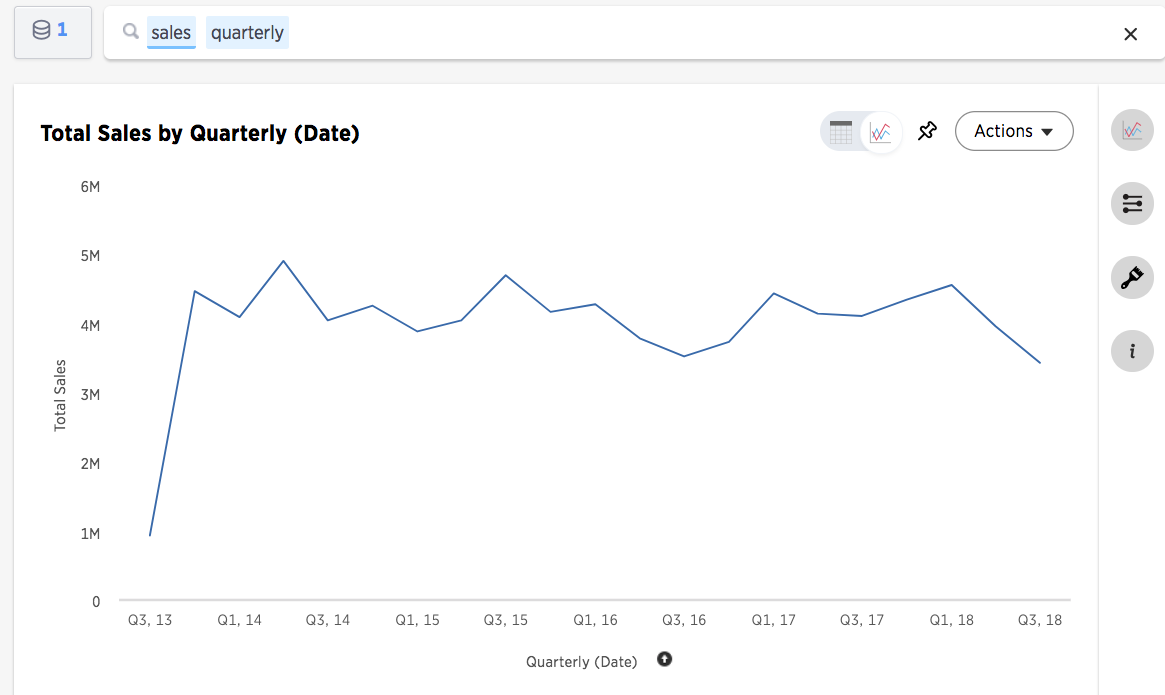 1
sales quarterly
Total Sales by Quarterly (Date)
Actions
6M
5M
4M
3M
2M
1M
0
Total Sales
Q3, 13 Q1, 14 Q3, 14 Q1, 15 Q3, 15 Q1, 16 Q3, 16 Q1, 17 Q3, 17 Q1, 18 Q3, 18
Quarterly (Date)
i